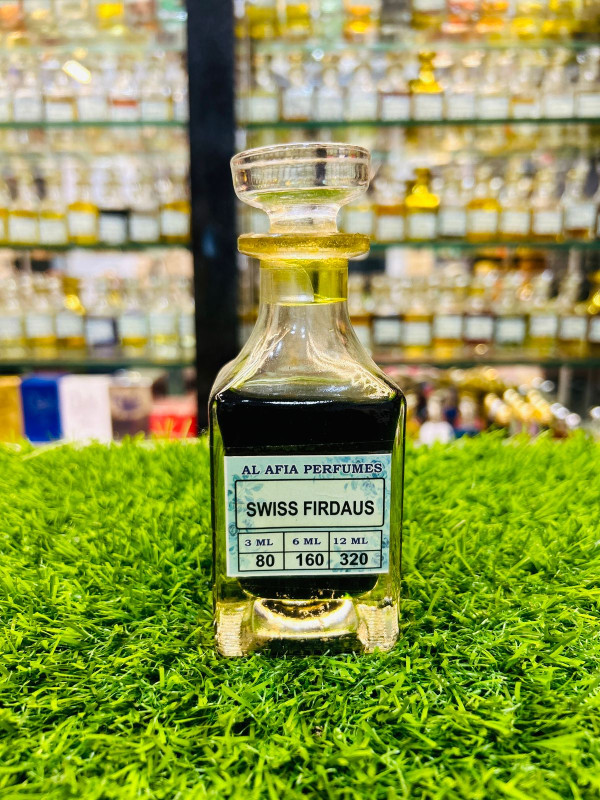 AL AFIA PERFUMES
SWISS FIRDAUS
3 ML 6 ML 12 ML
80 160 320